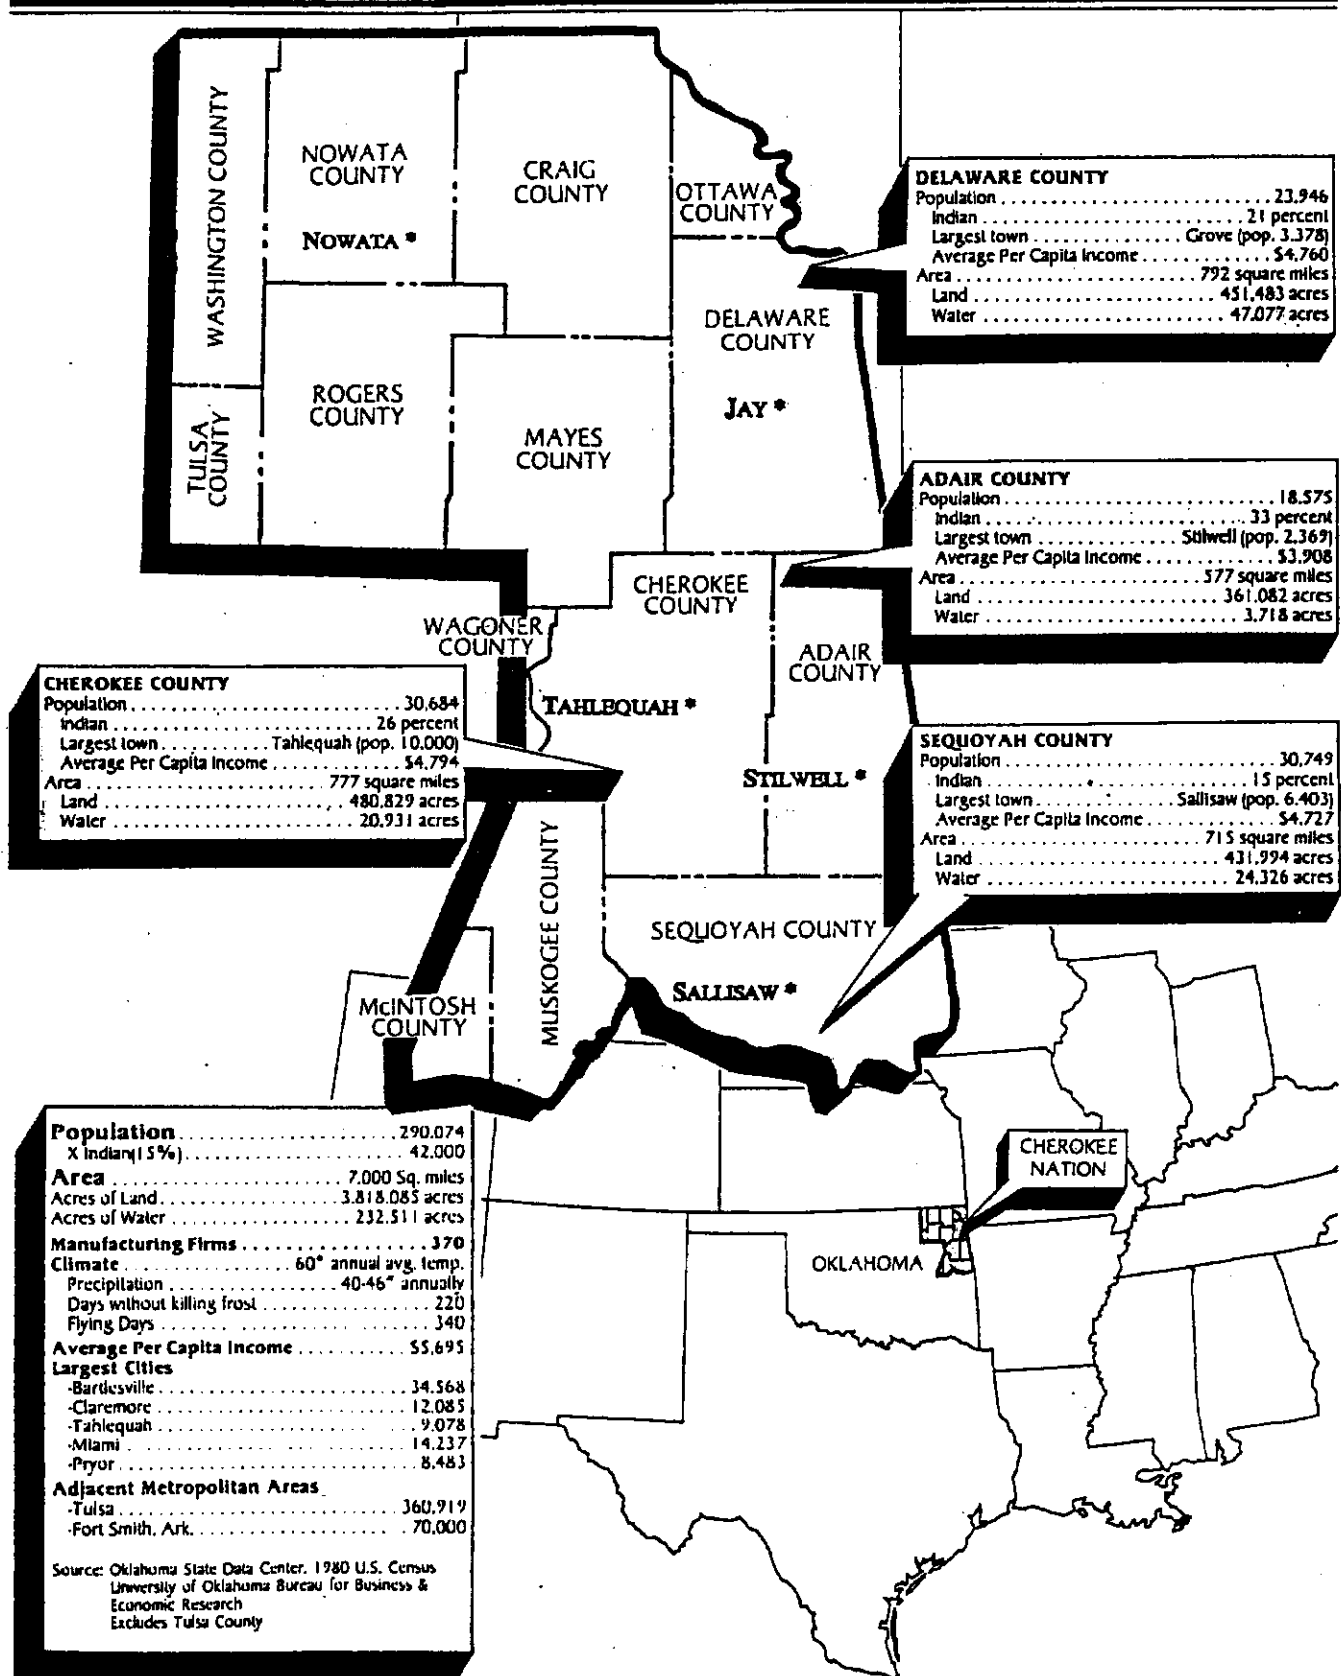 WASHINGTON COUNTY
NOWATA
COUNTY
NOWATA *
CRAIG
COUNTY
OTTAWA
COUNTY
DELAWARE COUNTY
Population 23,946
Indian 21 percent
Largest town Grove (pop. 3,378)
Average Per Capita Income $4,760
Area 792 square miles
Land 451,483 acres
Water 47,077 acres
DELAWARE
COUNTY
JAY *
TULSA
COUNTY
ROGERS
COUNTY
MAYES
COUNTY
ADAIR COUNTY
Population 18,575
Indian 33 percent
Largest town Stilwell (pop. 2,369)
Average Per Capita Income $3,908
Area 577 square miles
Land 361,082 acres
Water 3,718 acres
CHEROKEE
COUNTY
WAGONER
COUNTY
ADAIR
COUNTY
TAHLEQUAH *
STILWELL *
CHEROKEE COUNTY
Population 30,684
Indian 26 percent
Largest town Tahlequah (pop. 10,000)
Average Per Capita Income $4,794
Area 777 square miles
Land 480,829 acres
Water 20,931 acres
SEQUOYAH COUNTY
Population 30,749
Indian 15 percent
Largest town Sallisaw (pop. 6,403)
Average Per Capita Income $4,727
Area 715 square miles
Land 431,994 acres
Water 24,326 acres
MUSKOGEE COUNTY
SEQUOYAH COUNTY
SALLISAW *
McINTOSH
COUNTY
Population 290,074
X Indian(15%) 42,000
Area 7,000 Sq. miles
Acres of Land 3,818,085 acres
Acres of Water 232,511 acres
Manufacturing Firms 370
Climate 60° annual avg. temp.
Precipitation 40-46" annually
Days without killing frost 220
Flying Days 340
Average Per Capita Income $5,695
Largest Cities
-Bartlesville 34,568
-Claremore 12,085
-Tahlequah 9,078
-Miami 14,237
-Pryor 8,483
Adjacent Metropolitan Areas
-Tulsa 360,919
-Fort Smith, Ark. 70,000
Source: Oklahoma State Data Center, 1980 U.S. Census
University of Oklahoma Bureau for Business &
Economic Research
Excludes Tulsa County
CHEROKEE
NATION
OKLAHOMA